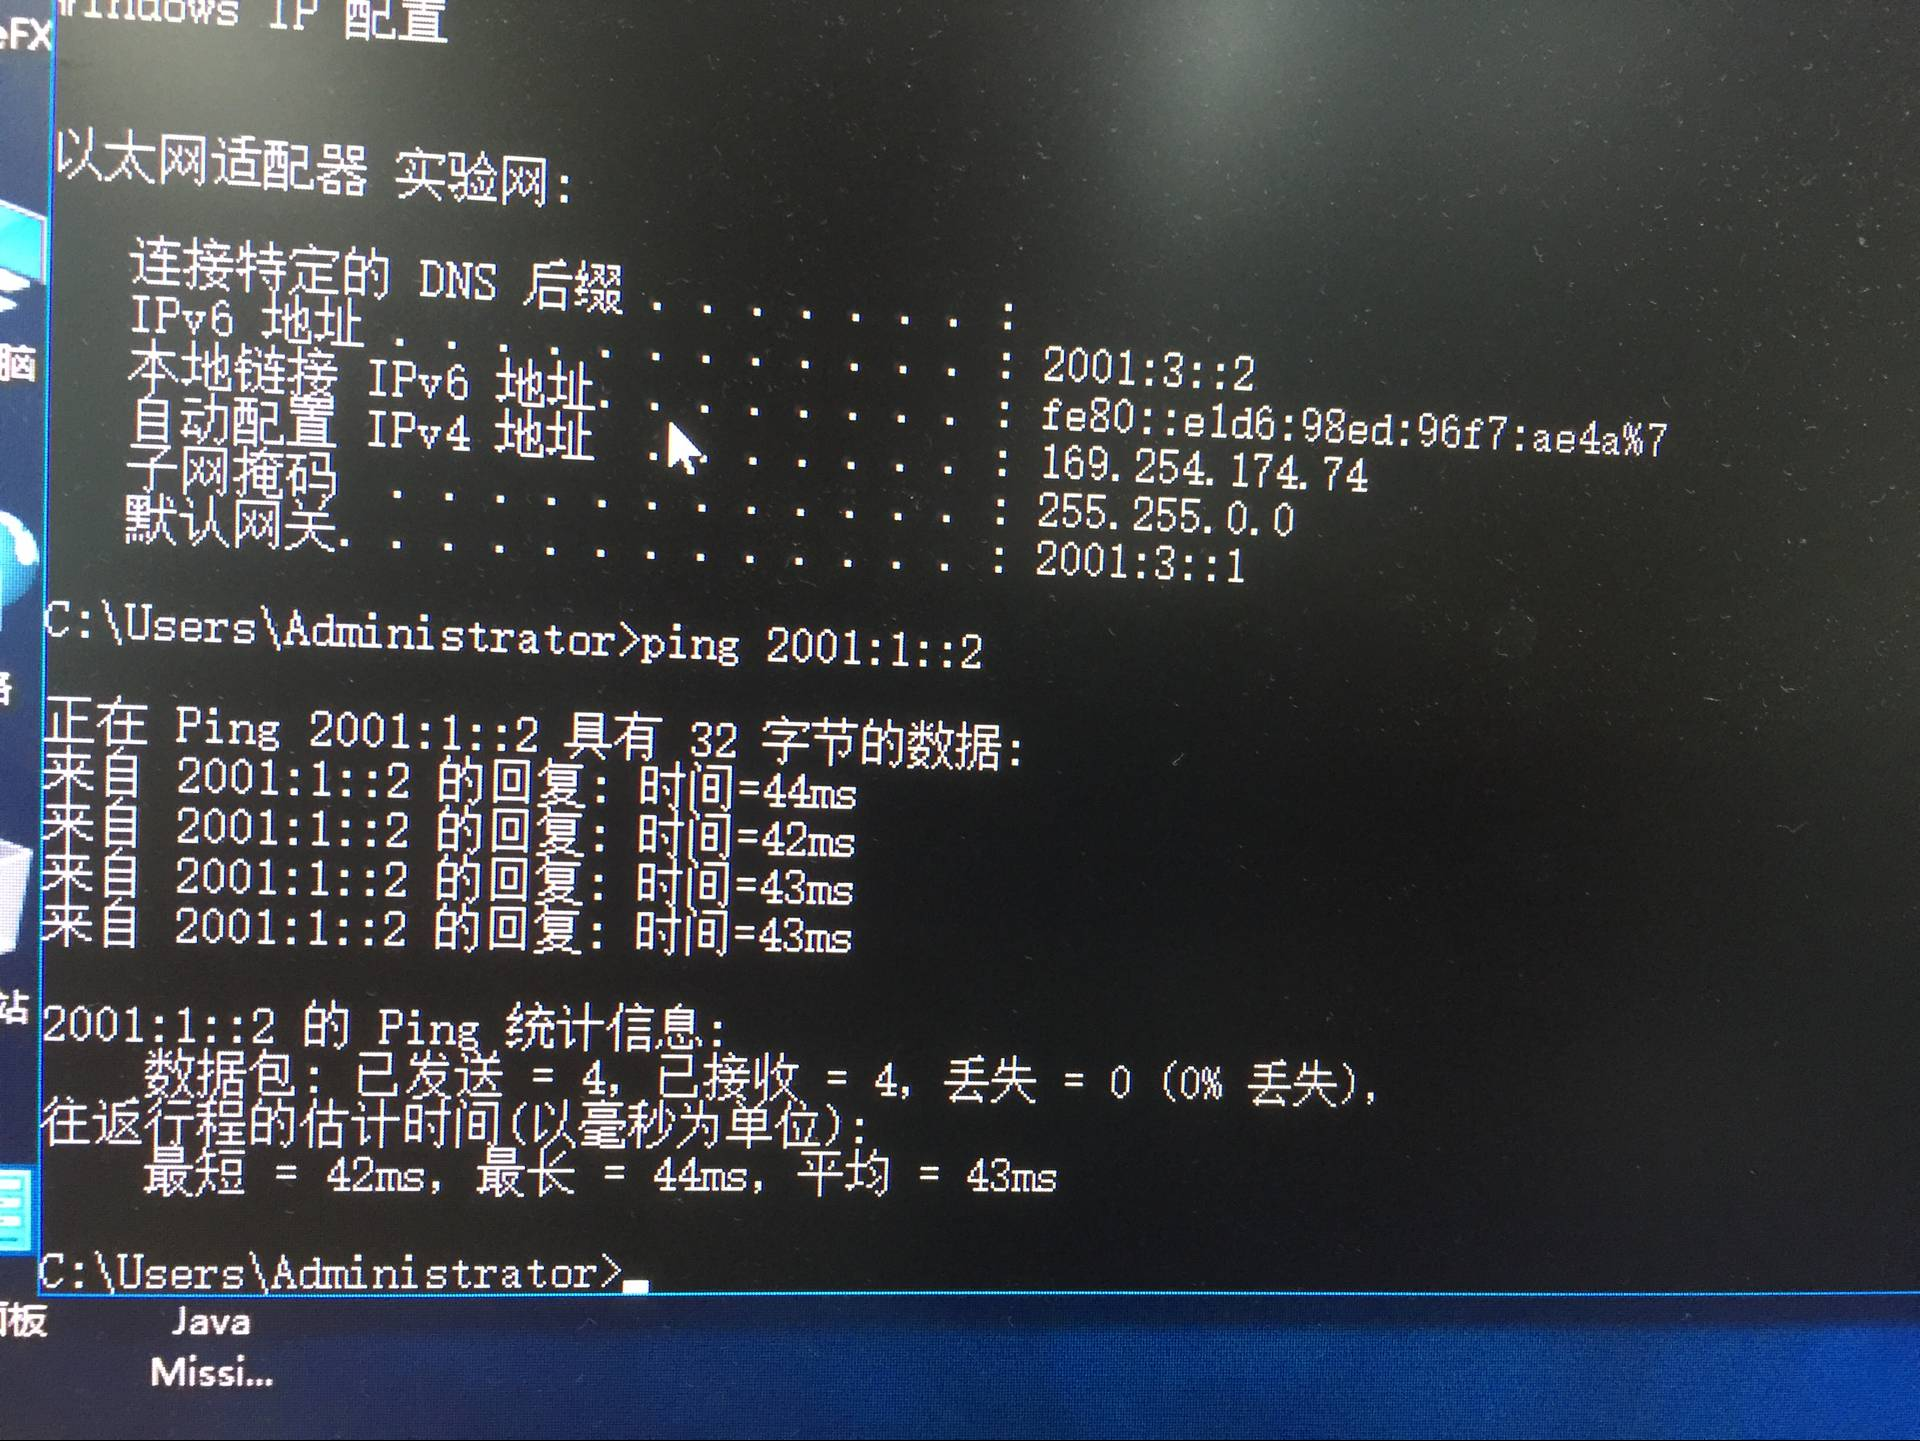 Windows IP 配置
以太网适配器 实验网:
连接特定的 DNS 后缀 . . . . . . . :
IPv6 地址 . . . . . . . . . . . . : 2001:3::2
本地链接 IPv6 地址. . . . . . . . : fe80::e1d6:98ed:96f7:ae4a%7
自动配置 IPv4 地址 . . . . . . . : 169.254.174.74
子网掩码 . . . . . . . . . . . . : 255.255.0.0
默认网关. . . . . . . . . . . . . : 2001:3::1
C:\Users\Administrator>ping 2001:1::2
正在 Ping 2001:1::2 具有 32 字节的数据:
来自 2001:1::2 的回复: 时间=44ms
来自 2001:1::2 的回复: 时间=42ms
来自 2001:1::2 的回复: 时间=43ms
来自 2001:1::2 的回复: 时间=43ms
2001:1::2 的 Ping 统计信息:
数据包: 已发送 = 4，已接收 = 4，丢失 = 0 (0% 丢失)，
往返行程的估计时间(以毫秒为单位):
最短 = 42ms，最长 = 44ms，平均 = 43ms
C:\Users\Administrator>
eFX
脑
站
板
Java
Missi...